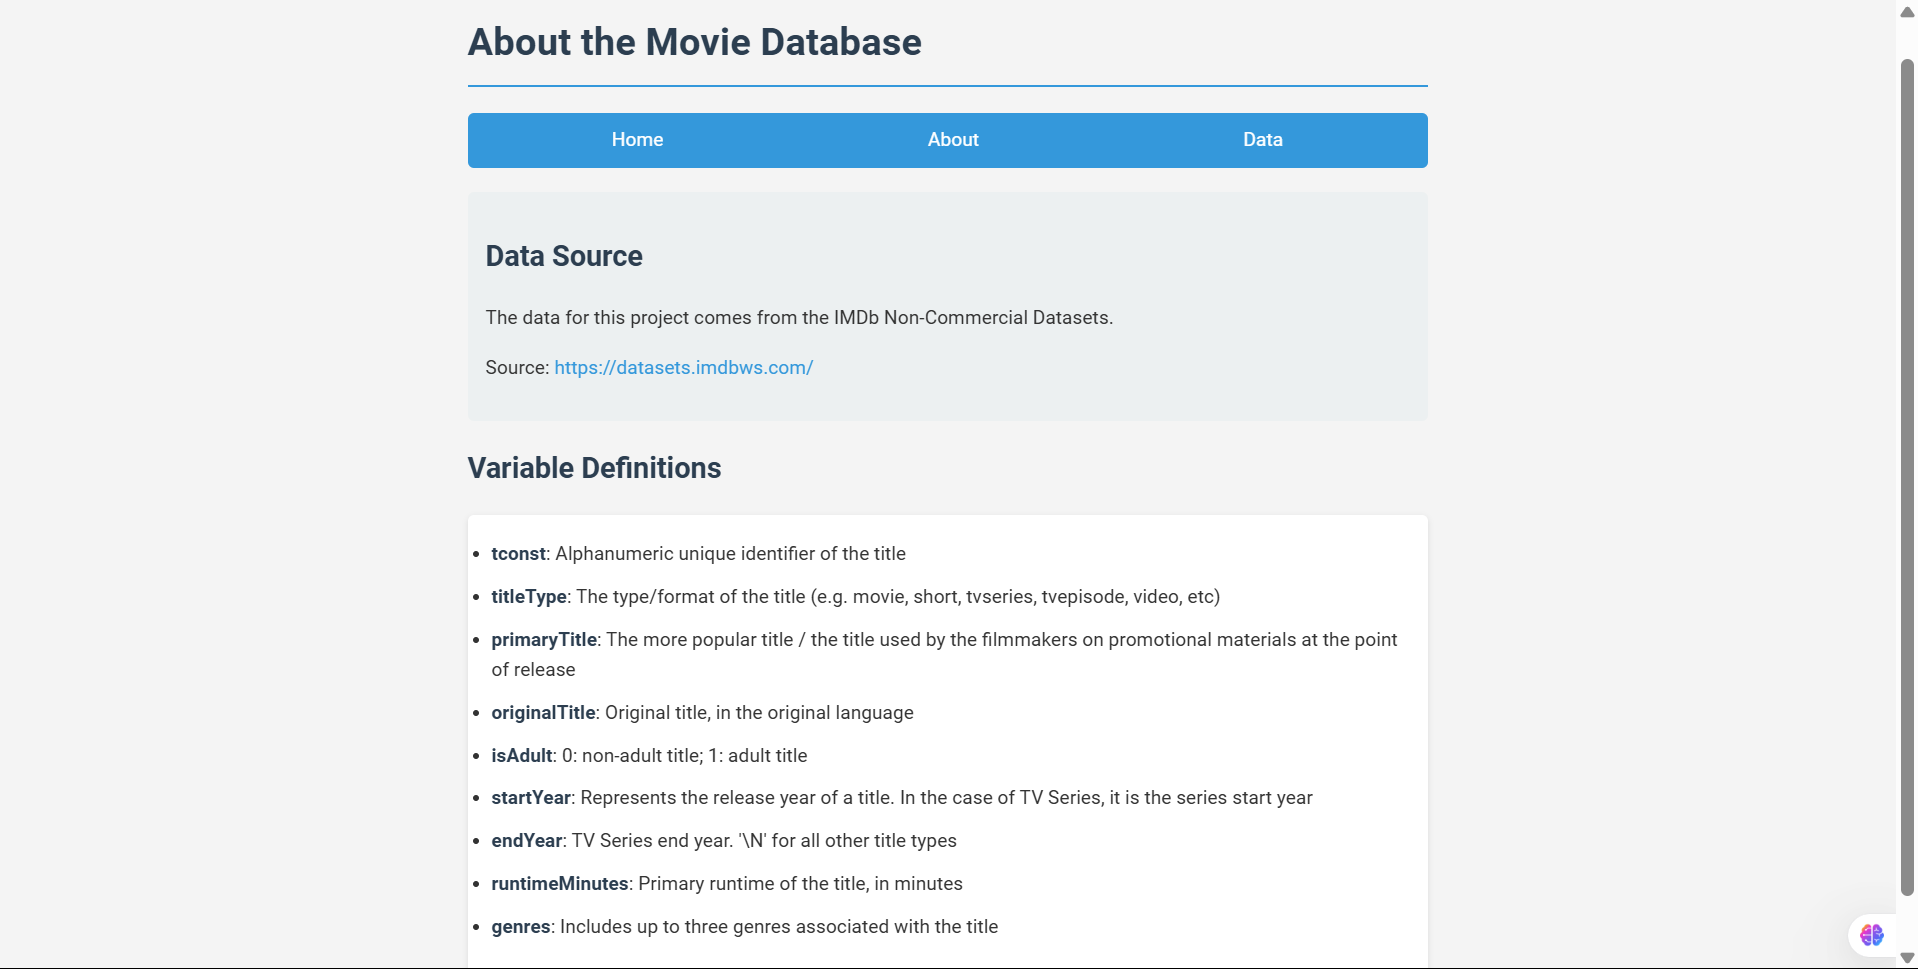 About the Movie Database
Home About Data
Data Source
The data for this project comes from the IMDb Non-Commercial Datasets.
Source: https://datasets.imdbws.com/
Variable Definitions
tconst: Alphanumeric unique identifier of the title
titleType: The type/format of the title (e.g. movie, short, tvseries, tvepisode, video, etc)
primaryTitle: The more popular title / the title used by the filmmakers on promotional materials at the point
of release
originalTitle: Original title, in the original language
isAdult: 0: non-adult title; 1: adult title
startYear: Represents the release year of a title. In the case of TV Series, it is the series start year
endYear: TV Series end year. '\N' for all other title types
runtimeMinutes: Primary runtime of the title, in minutes
genres: Includes up to three genres associated with the title